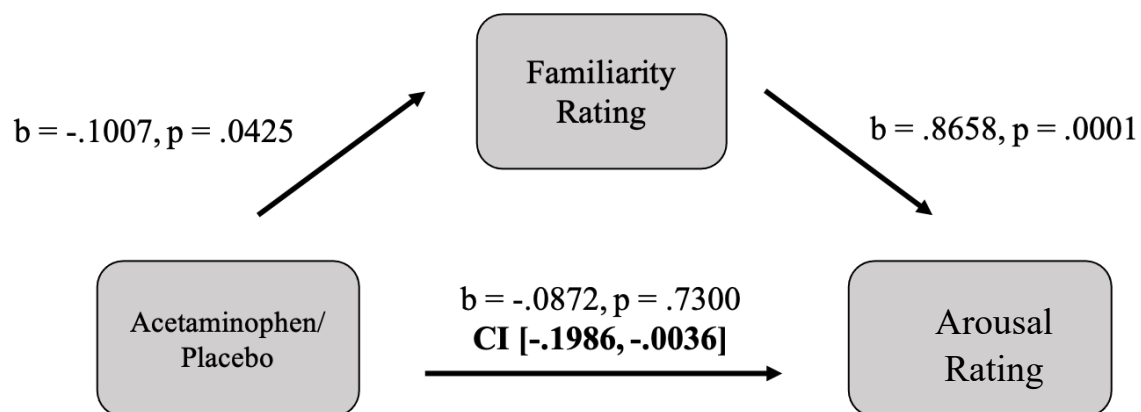 Familiarity
Rating
b = -.1007, p = .0425
b = .8658, p = .0001
Acetaminophen/
Placebo
b = -.0872, p = .7300
CI [-.1986, -.0036]
Arousal
Rating